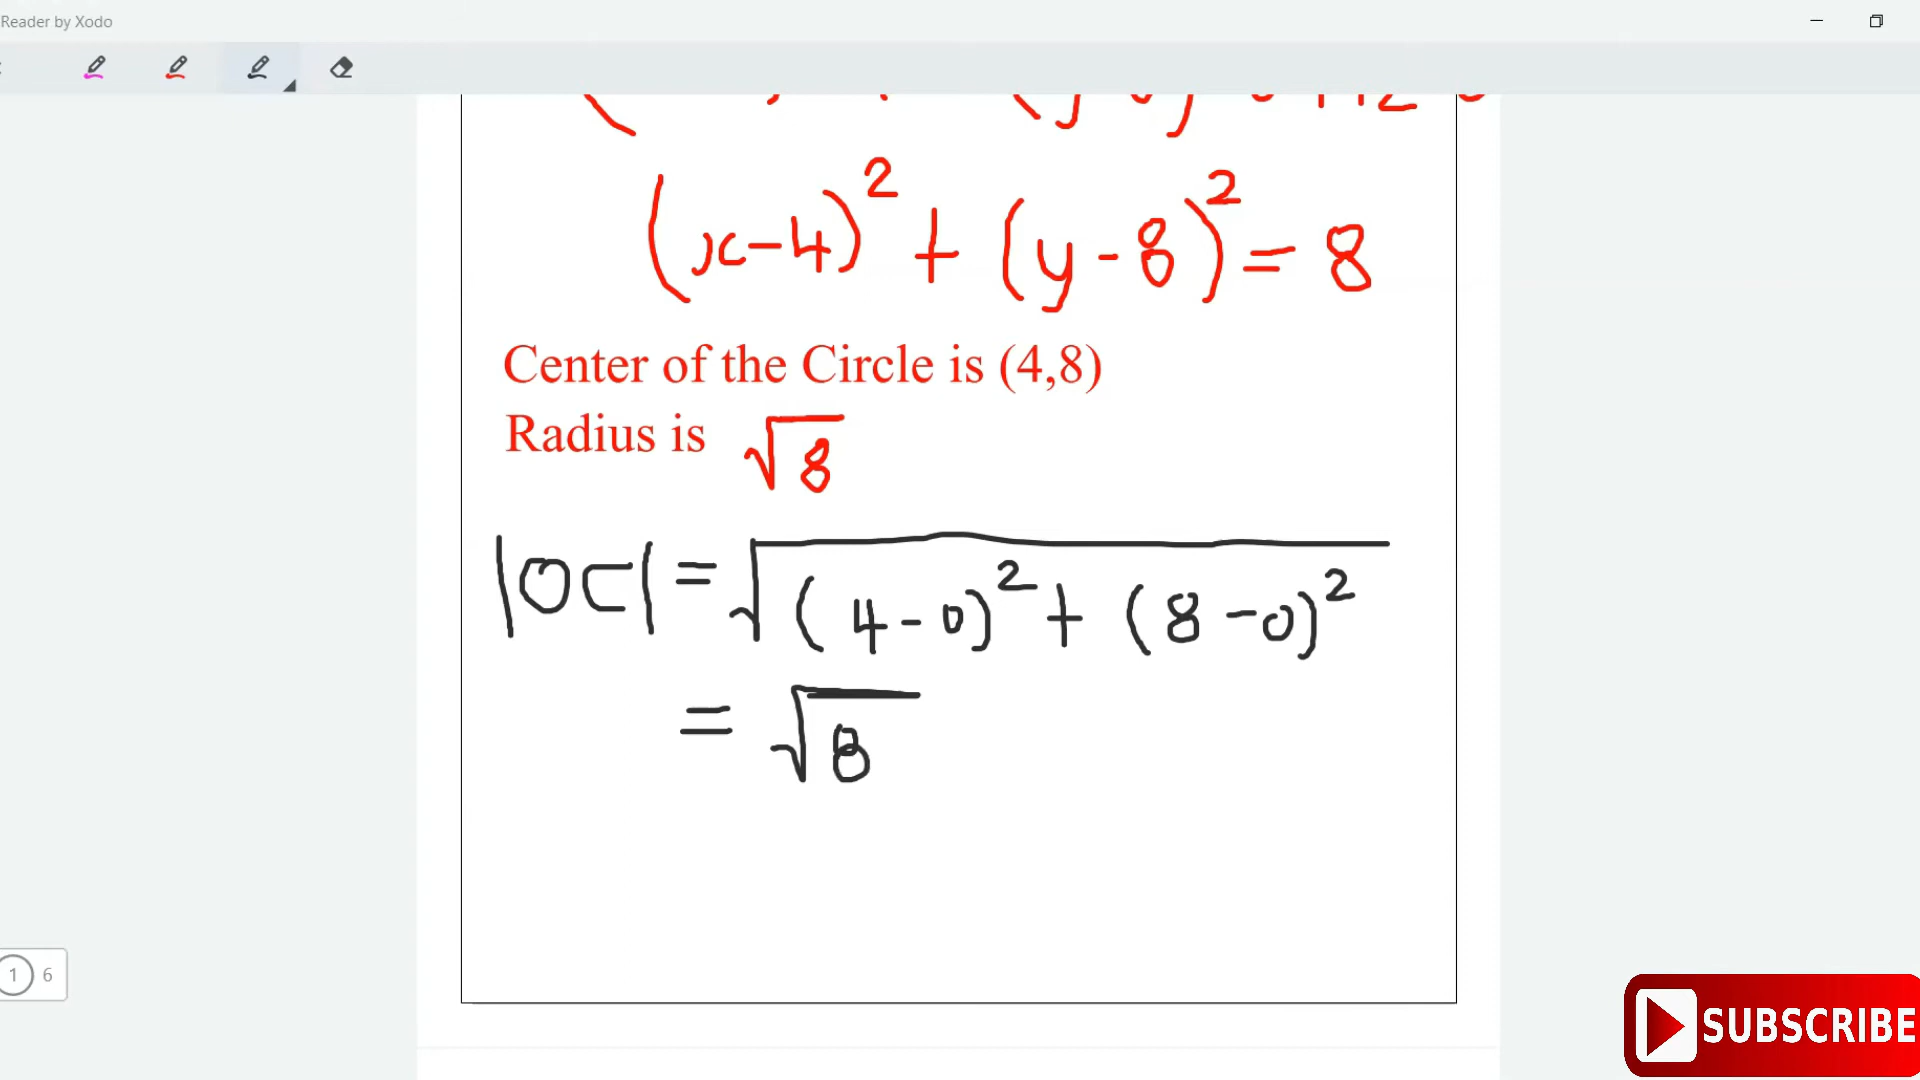 Reader by Xodo
(x-4)² + (y-8)² = 8
Center of the Circle is (4,8)
Radius is √8
|OC| = √(4-0)² + (8-0)²
= √8
1 6
SUBSCRIBE